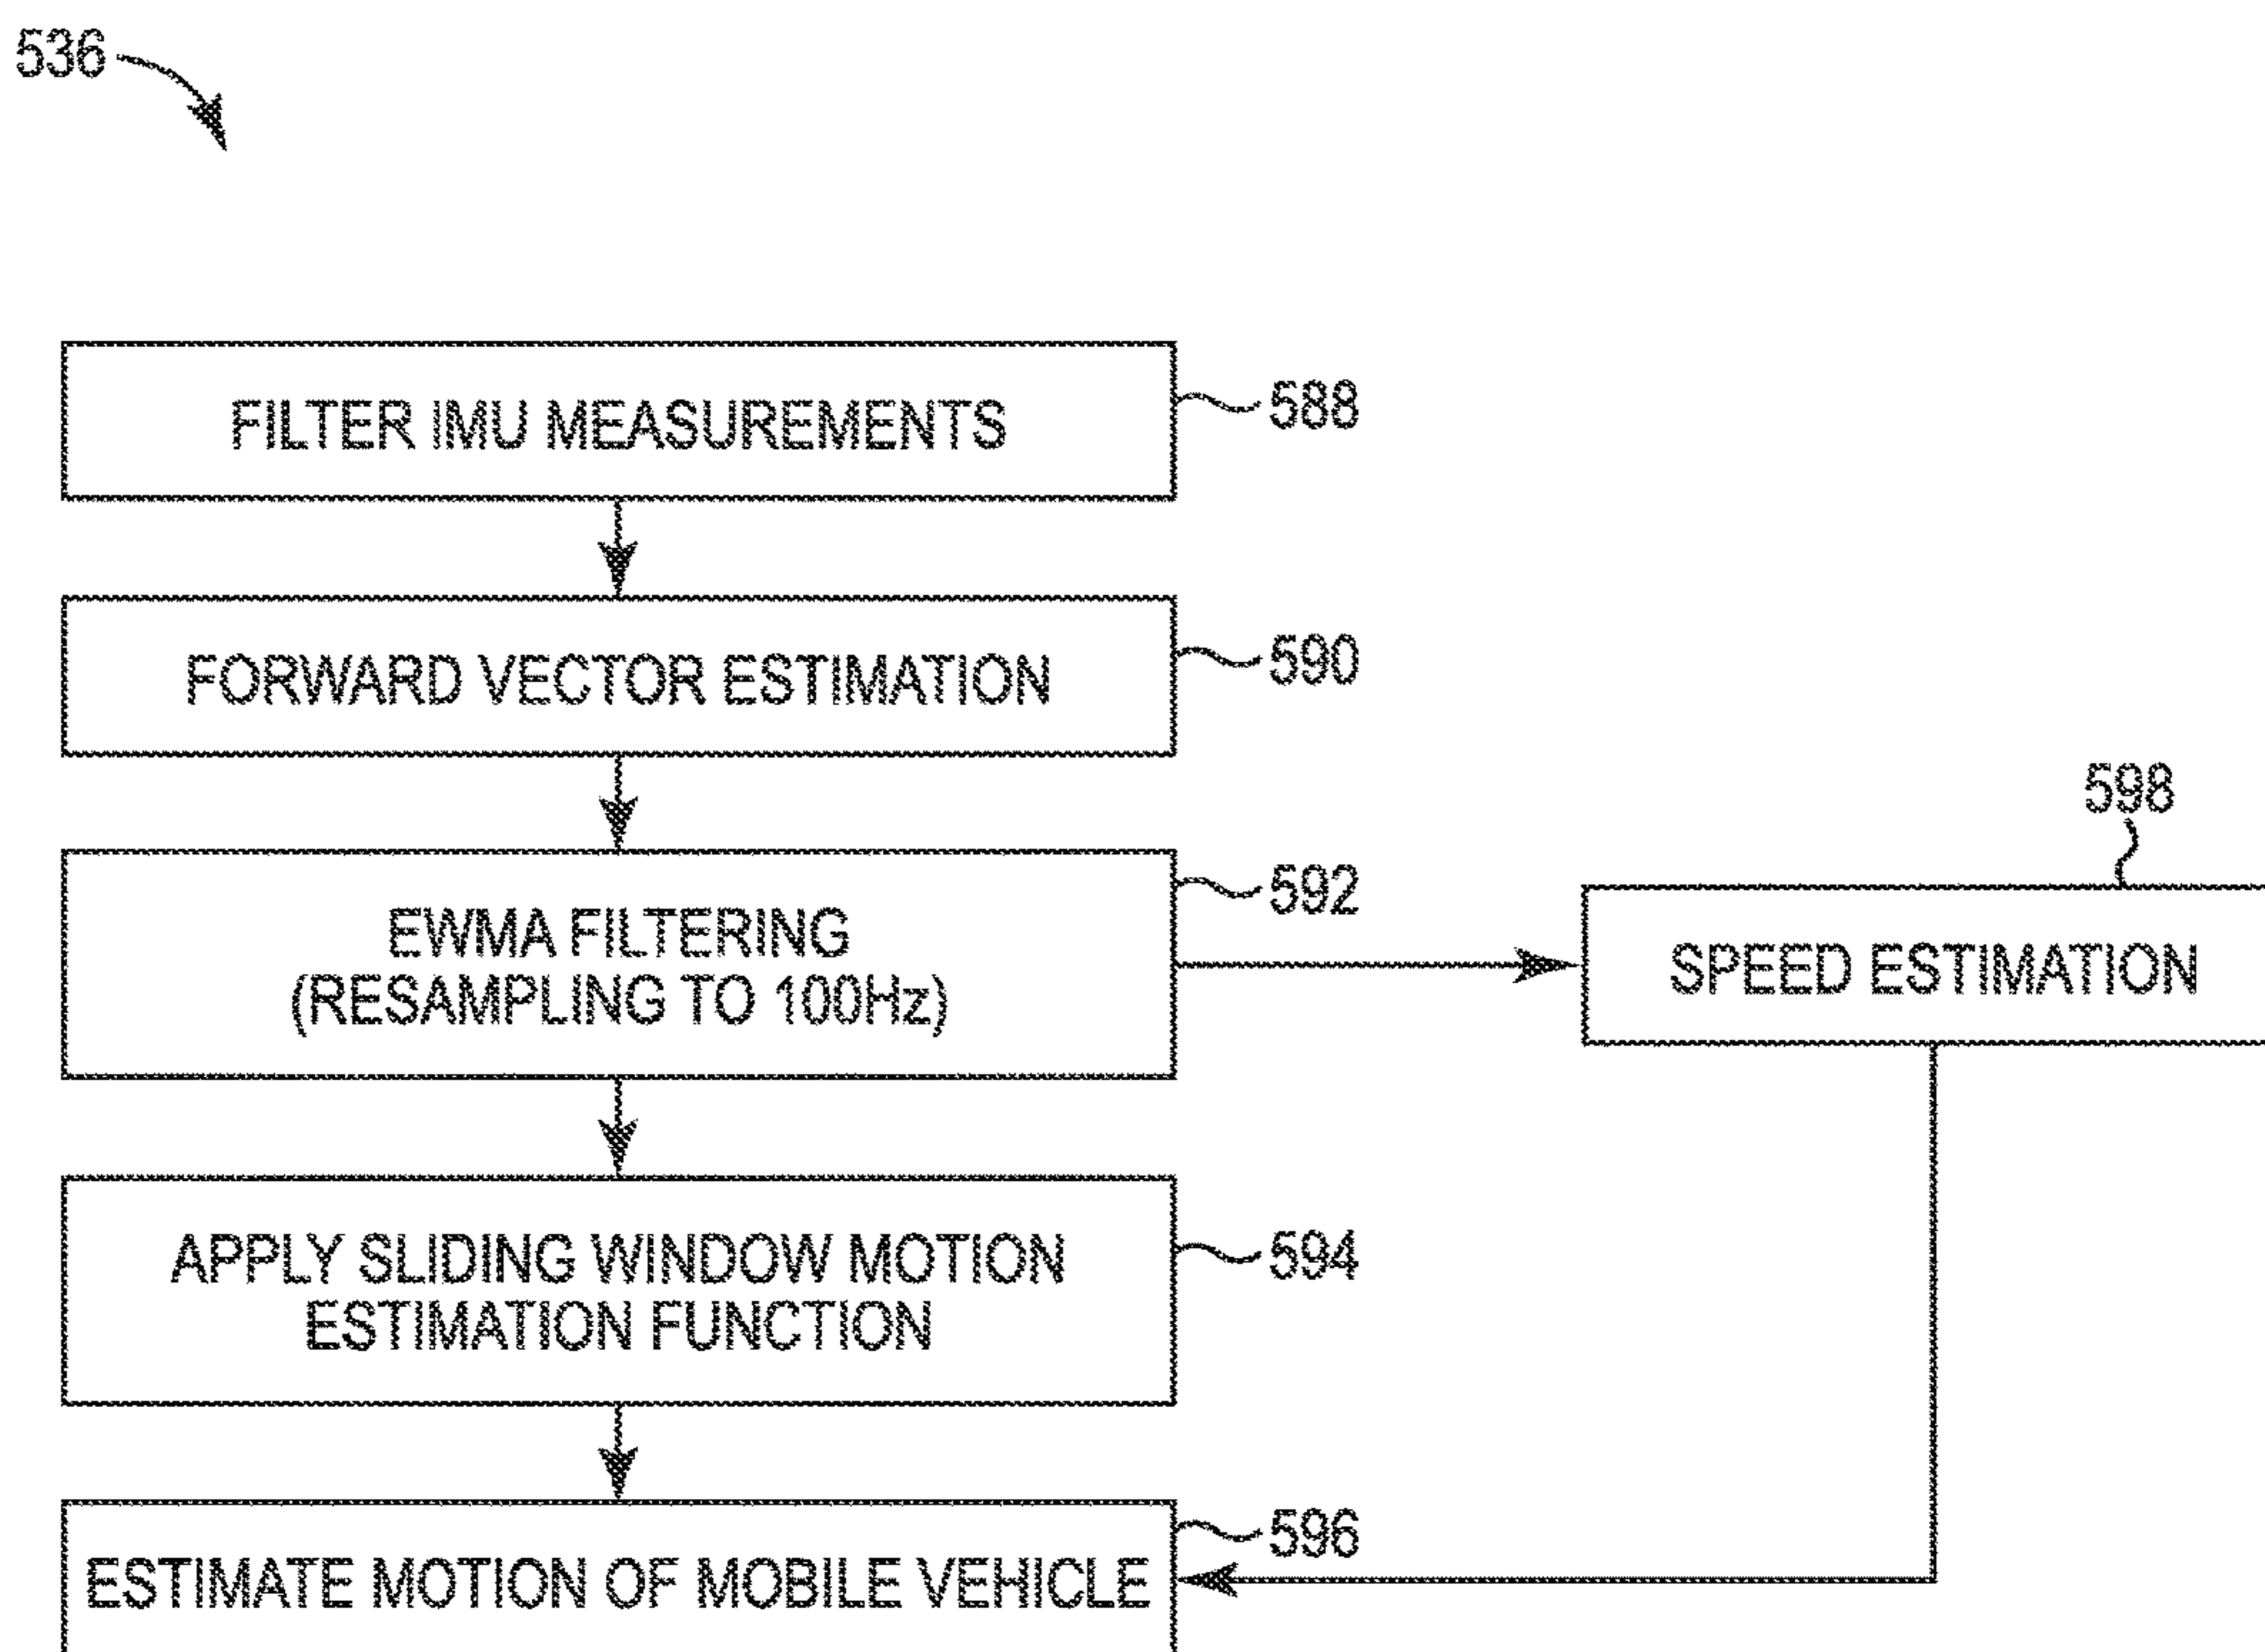 536
FILTER IMU MEASUREMENTS
588
FORWARD VECTOR ESTIMATION
590
598
EWMA FILTERING
(RESAMPLING TO 100Hz)
592
SPEED ESTIMATION
APPLY SLIDING WINDOW MOTION
ESTIMATION FUNCTION
594
ESTIMATE MOTION OF MOBILE VEHICLE
596